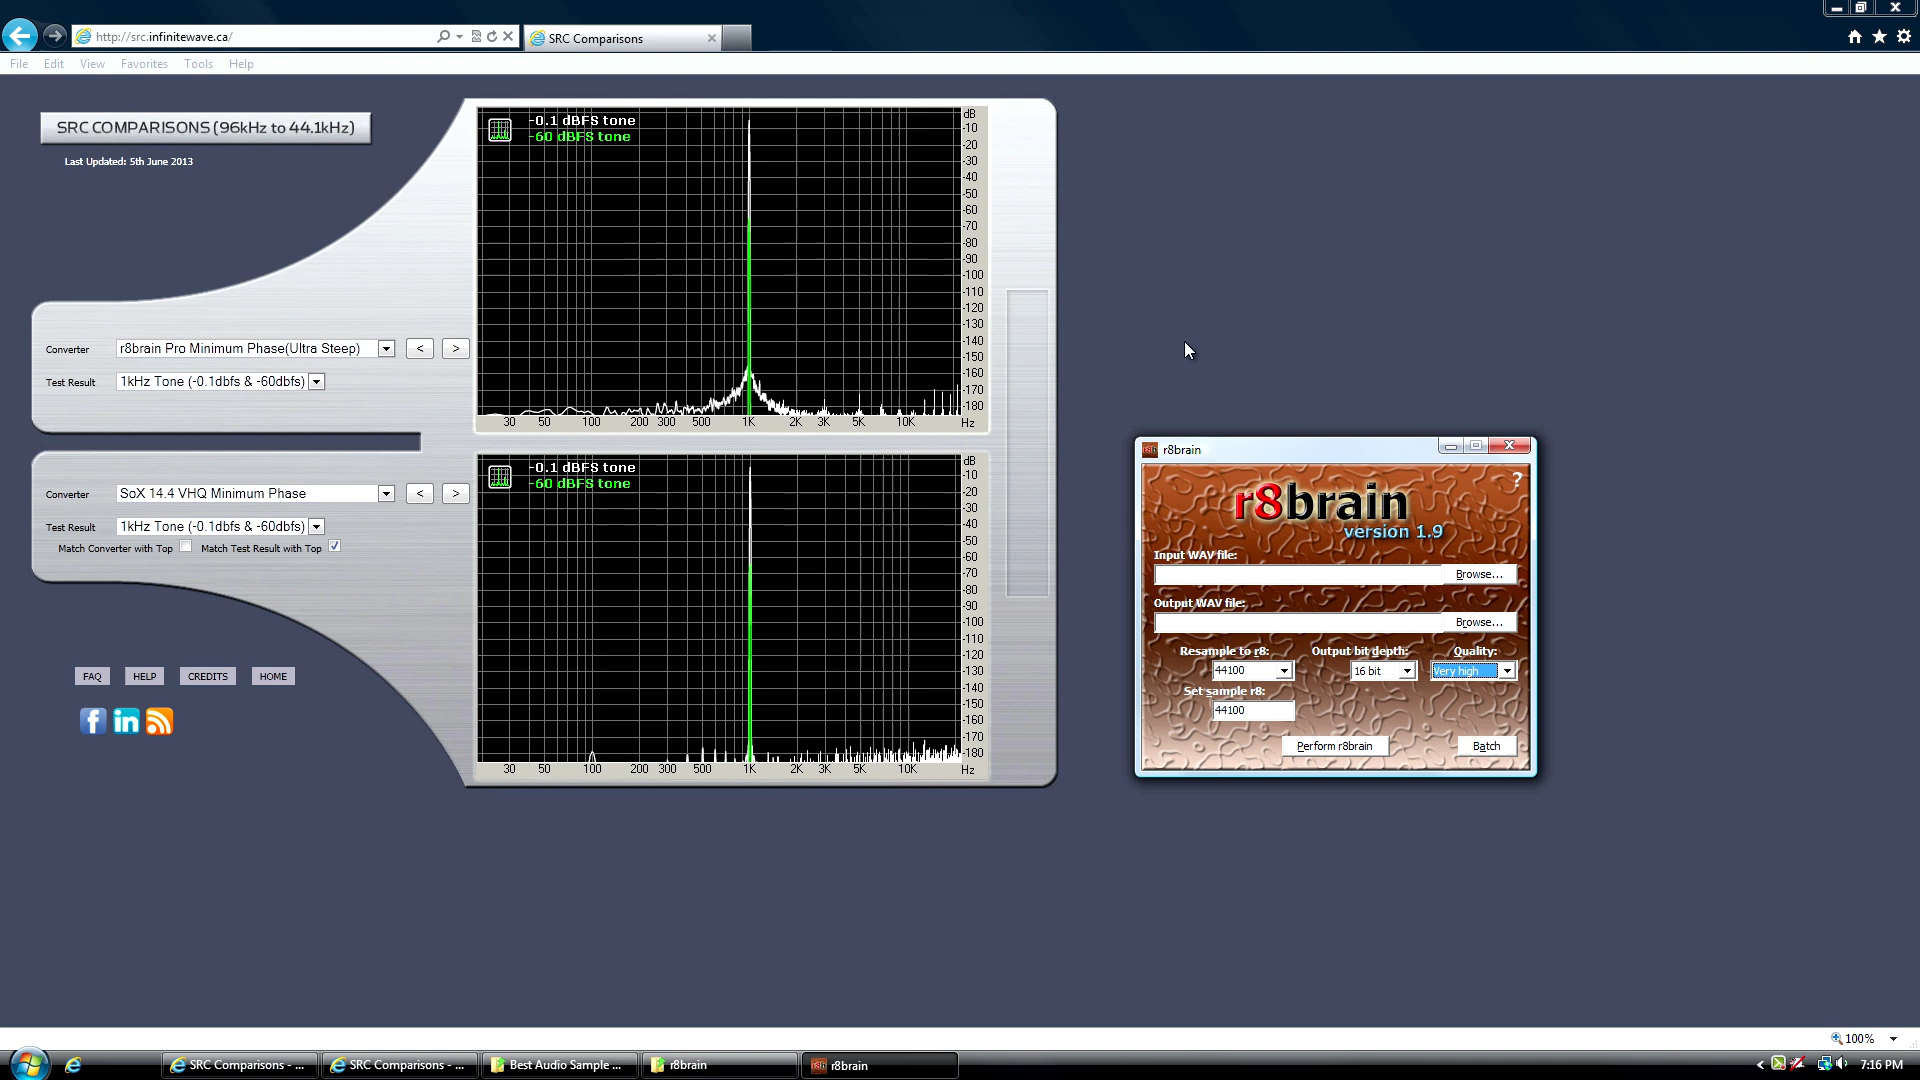 http://src.infinitewave.ca/
SRC Comparisons
File Edit View Favorites Tools Help
SRC COMPARISONS (96kHz to 44.1kHz)
Last Updated: 5th June 2013
Converter r8brain Pro Minimum Phase(Ultra Steep) < >
Test Result 1kHz Tone (-0.1dbfs & -60dbfs)
-0.1 dBFS tone
-60 dBFS tone
dB
-10
-20
-30
-40
-50
-60
-70
-80
-90
-100
-110
-120
-130
-140
-150
-160
-170
-180
30 50 100 200 300 500 1K 2K 3K 5K 10K Hz
Converter SoX 14.4 VHQ Minimum Phase < >
Test Result 1kHz Tone (-0.1dbfs & -60dbfs)
Match Converter with Top Match Test Result with Top
-0.1 dBFS tone
-60 dBFS tone
dB
-10
-20
-30
-40
-50
-60
-70
-80
-90
-100
-110
-120
-130
-140
-150
-160
-170
-180
30 50 100 200 300 500 1K 2K 3K 5K 10K Hz
FAQ HELP CREDITS HOME
r8brain
?
r8brain
version 1.9
Input WAV file:
Browse...
Output WAV file:
Browse...
Resample to r8: Output bit depth: Quality:
44100 16 bit Very high
Set sample r8:
44100
Perform r8brain Batch
100%
SRC Comparisons - ... SRC Comparisons - ... Best Audio Sample ... r8brain r8brain 7:16 PM